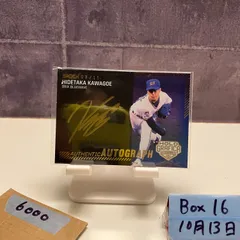 HIDETAKA KAWAGOE
ORIX BLUEWAVE
AUTHENTIC AUTOGRAPH
6000
Box 16
10月13日